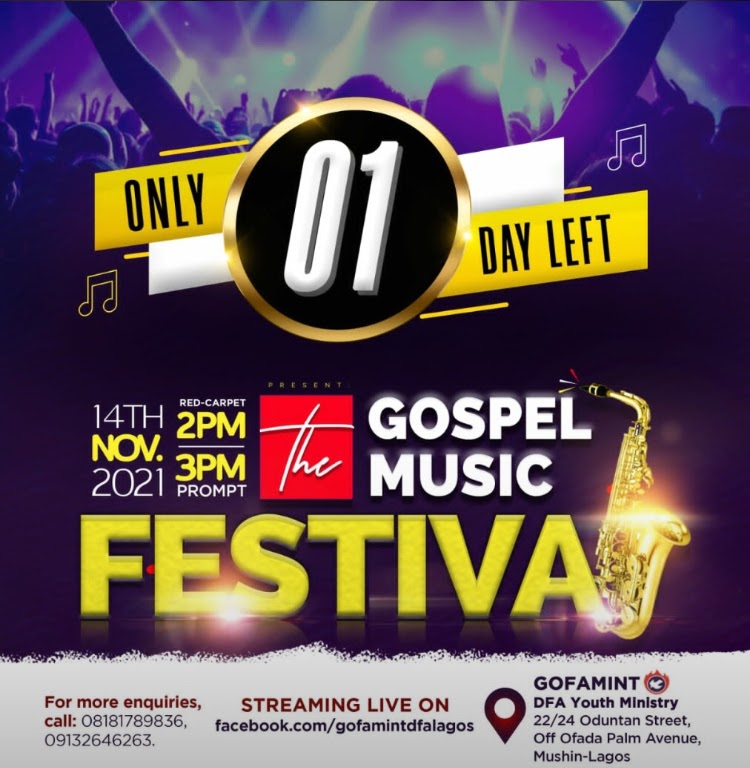 ONLY
01
DAY LEFT
PRESENT:
14TH
NOV.
2021
RED-CARPET
2PM
3PM
PROMPT
The
GOSPEL
MUSIC
FESTIVA
For more enquiries,
call: 08181789836,
09132646263.
STREAMING LIVE ON
facebook.com/gofamintdfalagos
GOFAMINT
DFA Youth Ministry
22/24 Oduntan Street,
Off Ofada Palm Avenue,
Mushin-Lagos